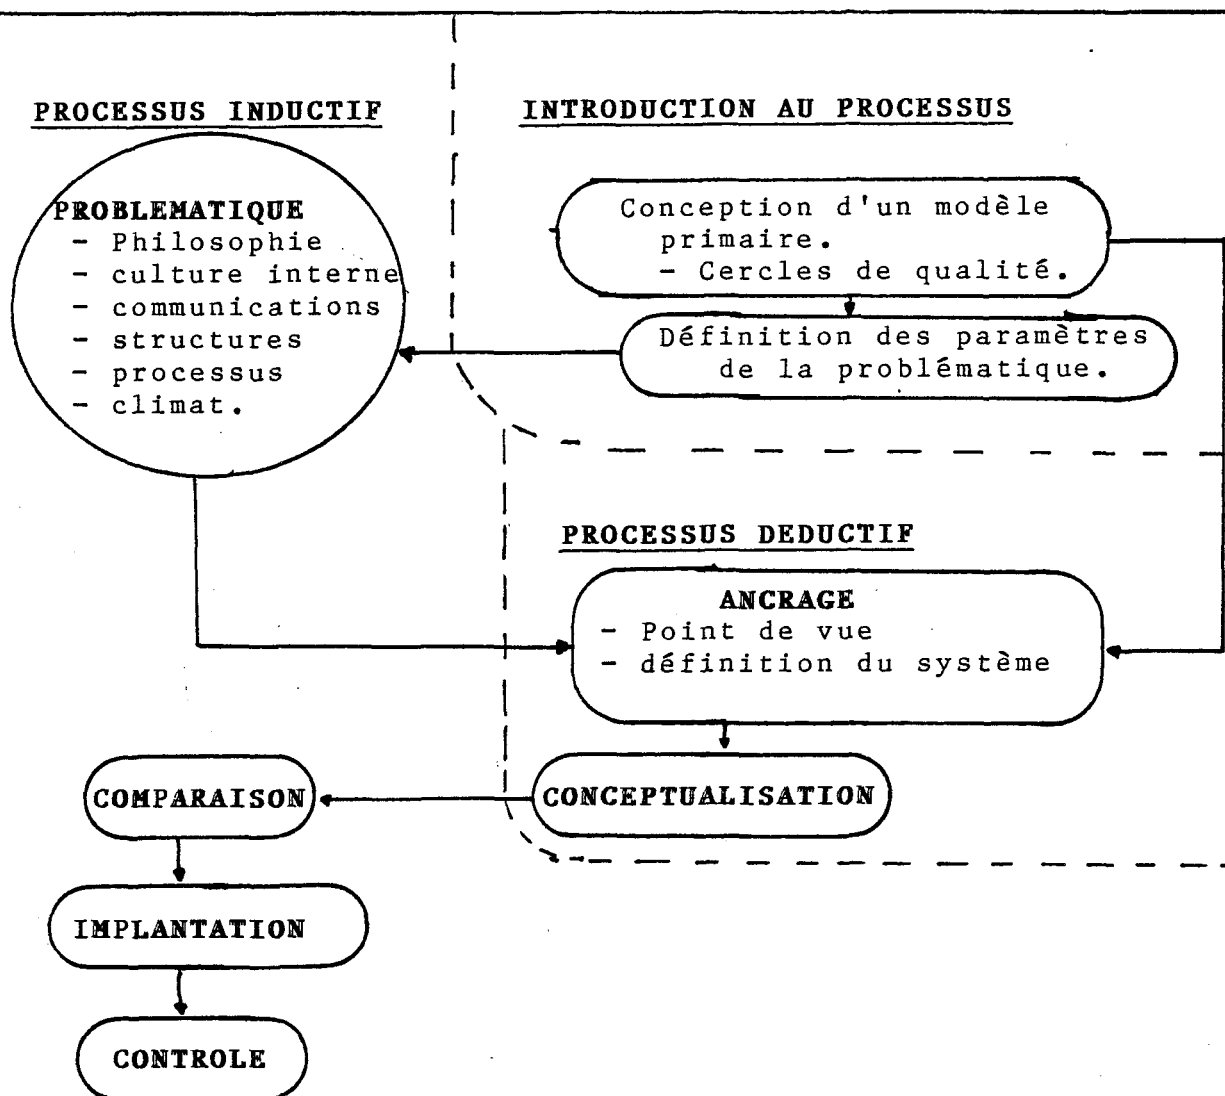 PROCESSUS INDUCTIF
PROBLEMATIQUE
- Philosophie
- culture interne
- communications
- structures
- processus
- climat.
INTRODUCTION AU PROCESSUS
Conception d'un modèle
primaire.
- Cercles de qualité.
Définition des paramètres
de la problématique.
PROCESSUS DEDUCTIF
ANCRAGE
- Point de vue
- définition du système
CONCEPTUALISATION
COMPARAISON
IMPLANTATION
CONTROLE